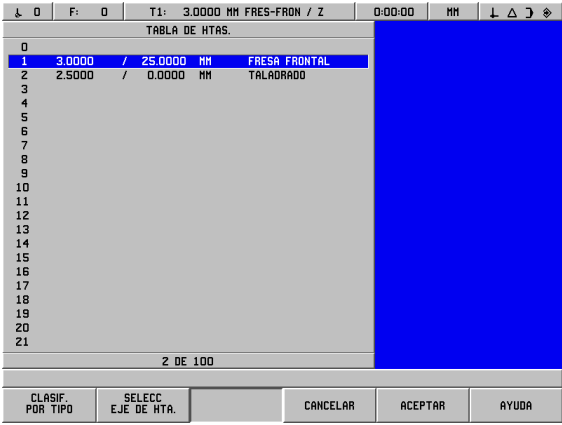 0 F: 0 T1: 3.0000 MM FRES-FRON / Z 0:00:00 MM
TABLA DE HTAS.
0
1 3.0000 / 25.0000 MM FRESA FRONTAL
2 2.5000 / 0.0000 MM TALADRADO
3
4
5
6
7
8
9
10
11
12
13
14
15
16
17
18
19
20
21
2 DE 100
CLASIF. POR TIPO
SELECC EJE DE HTA.
CANCELAR
ACEPTAR
AYUDA